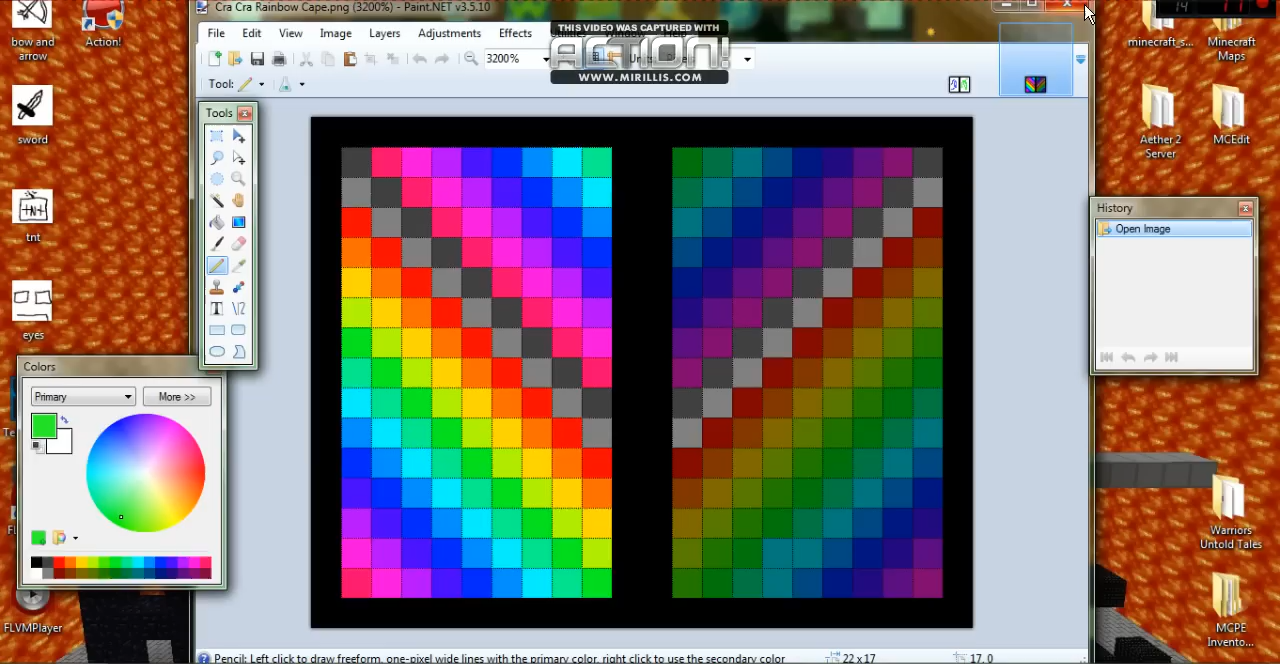 Cra Cra Rainbow Cape.png (3200%) - Paint.NET v3.5.10
File Edit View Image Layers Adjustments Effects
THIS VIDEO WAS CAPTURED WITH
ACTION!
WWW.MIRILLIS.COM
3200%
Tool:
14 11
bow and arrow
Action!
sword
tnt
eyes
FLVMPlayer
Tools
Colors
Primary
More >>
History
Open Image
minecraft_s...
Minecraft Maps
Aether 2 Server
MCEdit
Warriors Untold Tales
MCPE Invento...
Pencil: Left click to draw freeform, one-pixel wide lines with the primary color, right click to use the secondary color
22 x 17
17, 0